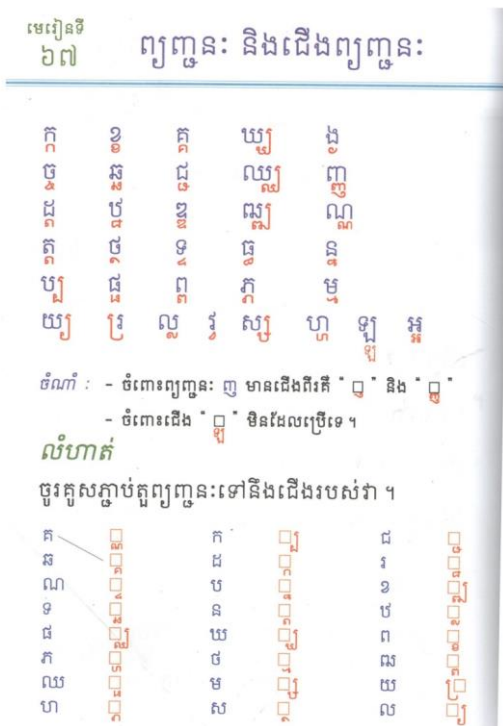 មេរៀនទី
៦៧
ព្យញ្ជនៈ និងជើងព្យញ្ជនៈ
ក្ក ខ្ខ គ្គ ឃ្ឃ ង្ង
ច្ច ឆ្ឆ ជ្ជ ឈ្ឈ ញ្ញ
ដ្ដ ឋ្ឋ ឌ្ឌ ឍ្ឍ ណ្ណ
ត្ត ថ្ថ ទ្ទ ធ្ធ ន្ន
ប្ប ផ្ផ ព្ព ភ្ភ ម្ម
យ្យ រ្រ ល្ល វ្វ ស្ស ហ្ហ ឡ្ឡ អ្អ
ចំណាំ : - ចំពោះព្យញ្ជនៈ ញ មានជើងពីរគឺ " □្ញ " និង " □្ញ "
- ចំពោះជើង " □្ឡ " មិនដែលប្រើទេ ។
លំហាត់
ចូរគូសភ្ជាប់តួព្យញ្ជនៈទៅនឹងជើងរបស់វា ។
គ □្ណ ក □្ប ជ □្ជ
ឆ □្គ ដ □្ក រ □្ឋ
ណ □្ទ ប □្ន ខ □្ឍ
ទ □្ឆ ន □្ដ ឋ □្ល
ផ □្ឈ ឃ □្ឃ ព □្ខ
ភ □្ហ ថ □្ម ឍ □្ព
ឈ □្ផ ម □្ស យ □្រ
ហ □្ភ ស □្ថ ល □្យ